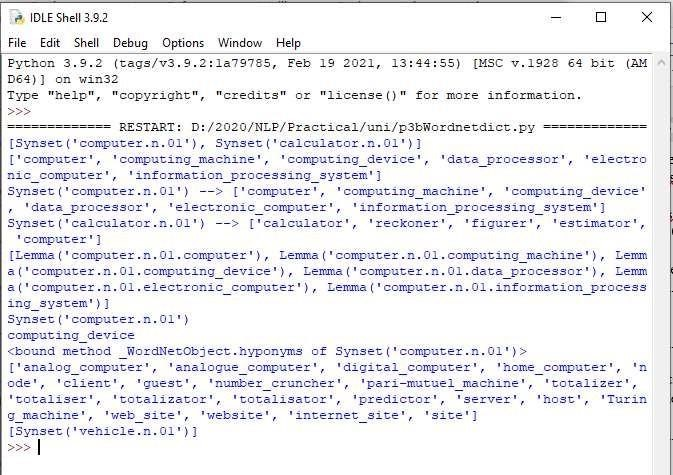 IDLE Shell 3.9.2
File Edit Shell Debug Options Window Help
Python 3.9.2 (tags/v3.9.2:1a79785, Feb 19 2021, 13:44:55) [MSC v.1928 64 bit (AM
D64)] on win32
Type "help", "copyright", "credits" or "license()" for more information.
>>>
============= RESTART: D:/2020/NLP/Practical/uni/p3bWordnetdict.py =============
[Synset('computer.n.01'), Synset('calculator.n.01')]
['computer', 'computing_machine', 'computing_device', 'data_processor', 'electro
nic_computer', 'information_processing_system']
Synset('computer.n.01') --> ['computer', 'computing_machine', 'computing_device'
, 'data_processor', 'electronic_computer', 'information_processing_system']
Synset('calculator.n.01') --> ['calculator', 'reckoner', 'figurer', 'estimator',
 'computer']
[Lemma('computer.n.01.computer'), Lemma('computer.n.01.computing_machine'), Lemm
a('computer.n.01.computing_device'), Lemma('computer.n.01.data_processor'), Lemm
a('computer.n.01.electronic_computer'), Lemma('computer.n.01.information_process
ing_system')]
Synset('computer.n.01')
computing_device
<bound method _WordNetObject.hyponyms of Synset('computer.n.01')>
['analog_computer', 'analogue_computer', 'digital_computer', 'home_computer', 'n
ode', 'client', 'guest', 'number_cruncher', 'pari-mutuel_machine', 'totalizer',
'totaliser', 'totalizator', 'totalisator', 'predictor', 'server', 'host', 'Turin
g_machine', 'web_site', 'website', 'internet_site', 'site']
[Synset('vehicle.n.01')]
>>>